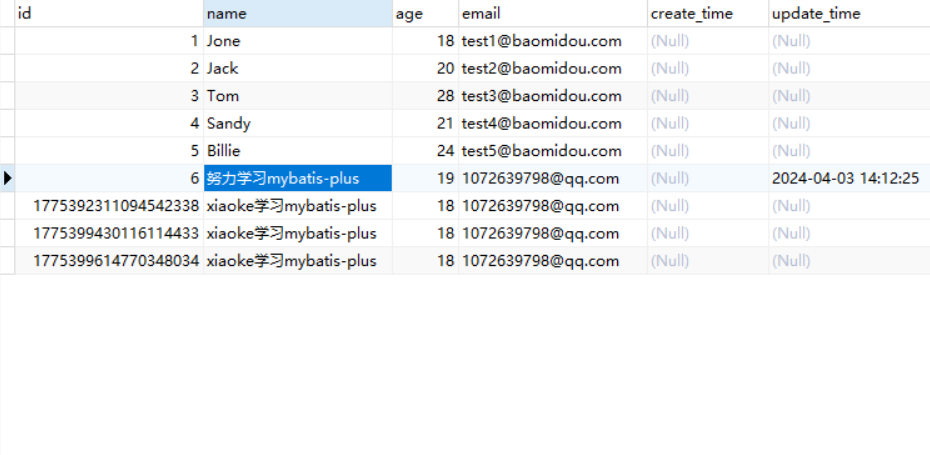 id name age email create_time update_time
1 Jone 18 test1@baomidou.com (Null) (Null)
2 Jack 20 test2@baomidou.com (Null) (Null)
3 Tom 28 test3@baomidou.com (Null) (Null)
4 Sandy 21 test4@baomidou.com (Null) (Null)
5 Billie 24 test5@baomidou.com (Null) (Null)
6 努力学习mybatis-plus 19 1072639798@qq.com (Null) 2024-04-03 14:12:25
1775392311094542338 xiaoke学习mybatis-plus 18 1072639798@qq.com (Null) (Null)
1775399430116114433 xiaoke学习mybatis-plus 18 1072639798@qq.com (Null) (Null)
1775399614770348034 xiaoke学习mybatis-plus 18 1072639798@qq.com (Null) (Null)